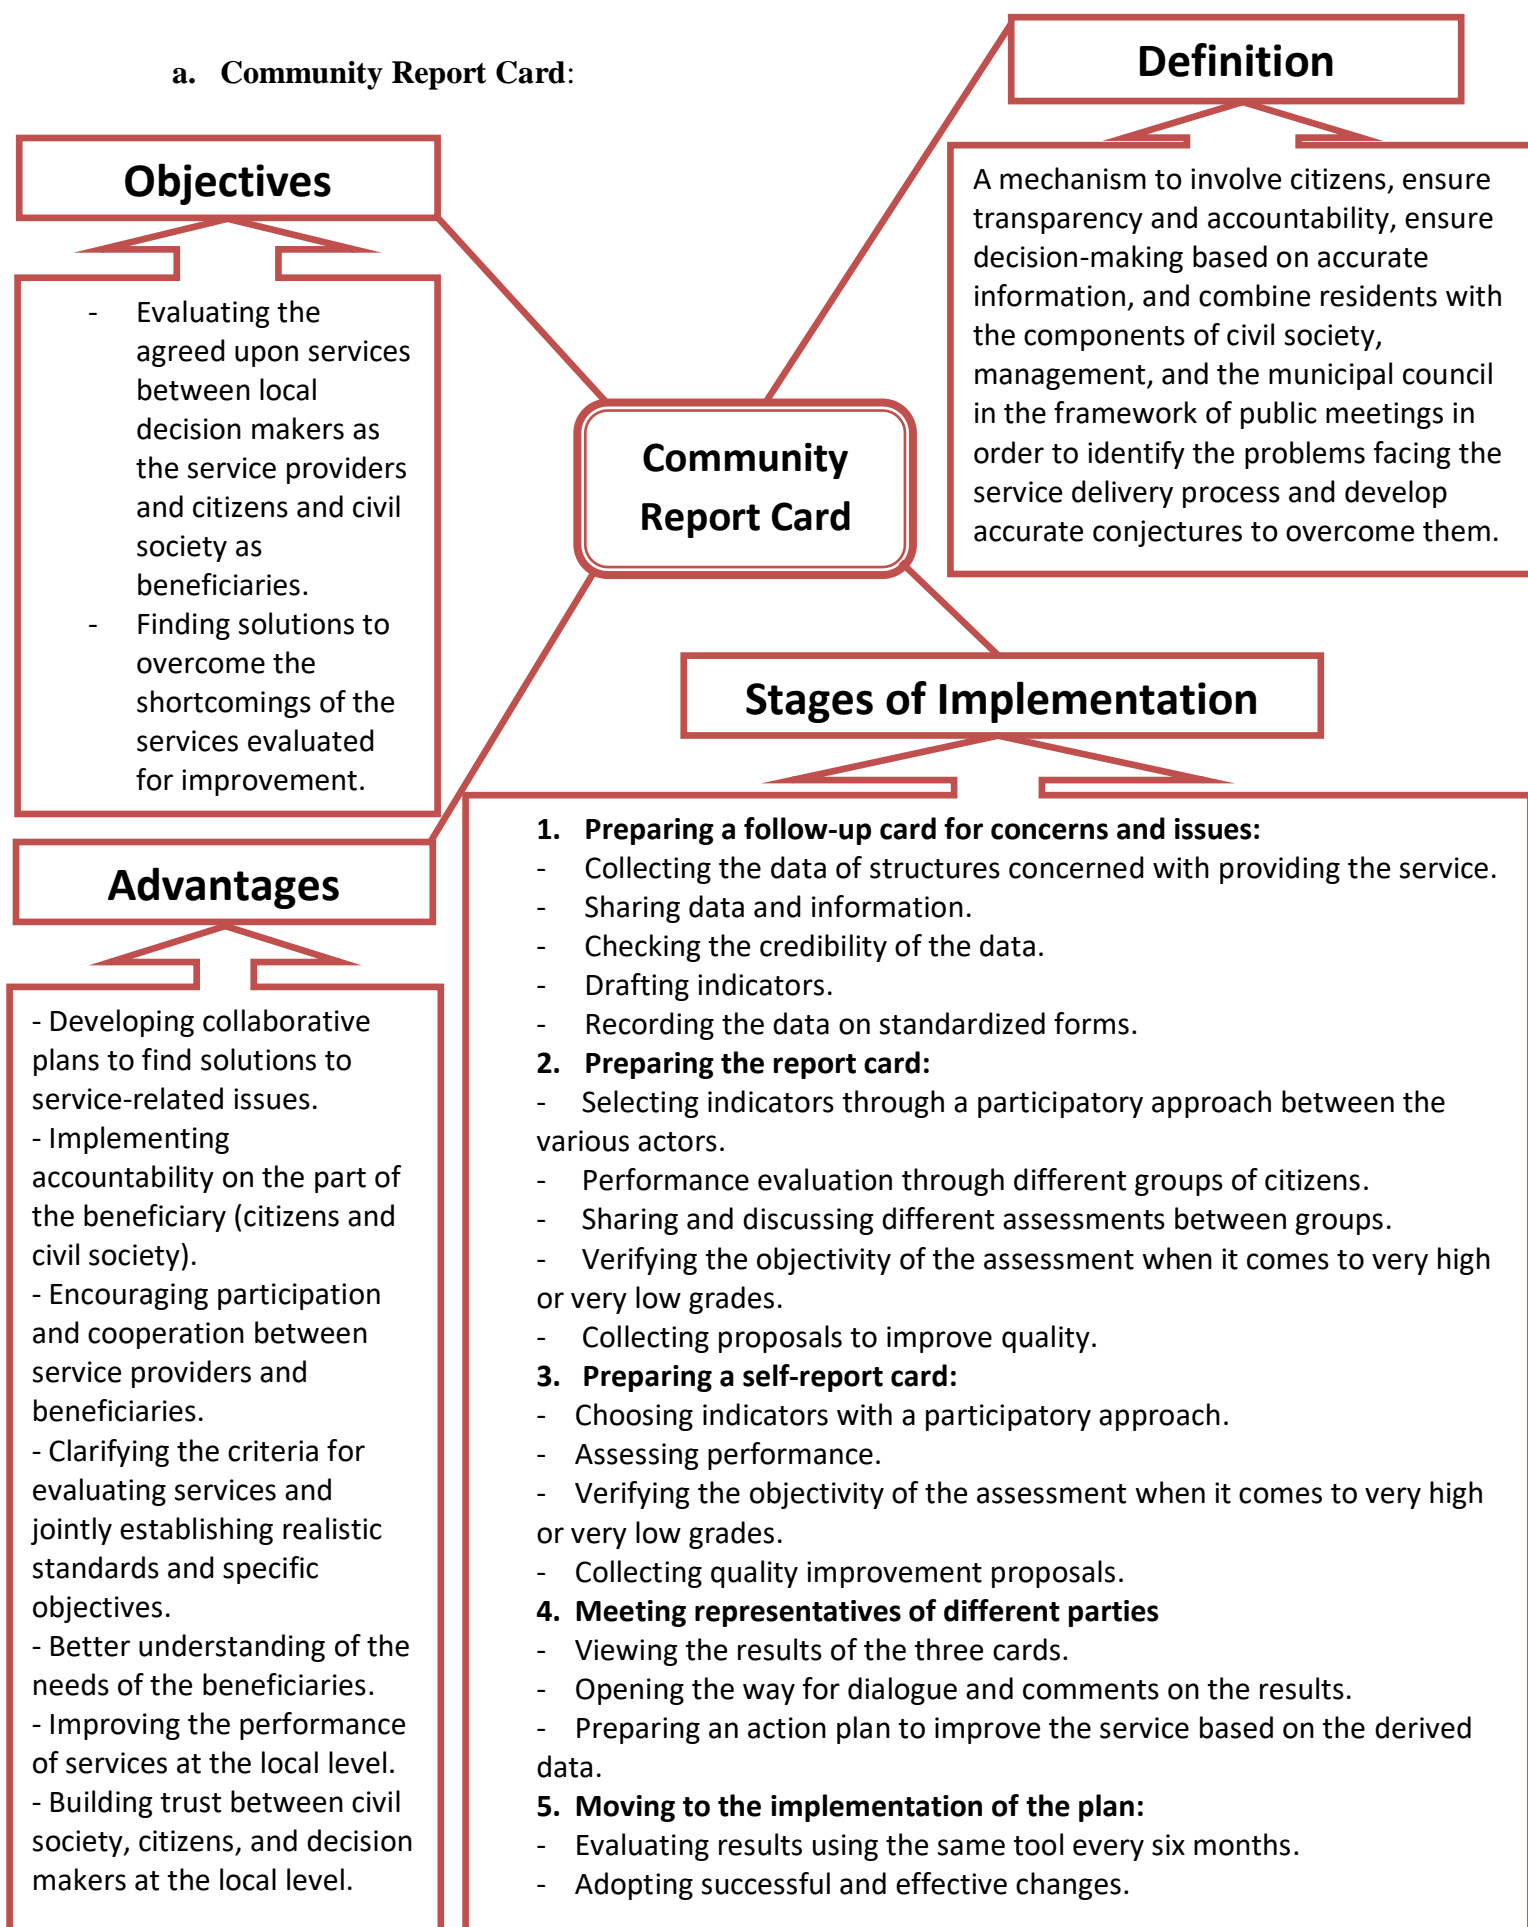 a. Community Report Card:
Definition
A mechanism to involve citizens, ensure
transparency and accountability, ensure
decision-making based on accurate
information, and combine residents with
the components of civil society,
management, and the municipal council
in the framework of public meetings in
order to identify the problems facing the
service delivery process and develop
accurate conjectures to overcome them.
Objectives
- Evaluating the
agreed upon services
between local
decision makers as
the service providers
and citizens and civil
society as
beneficiaries.
- Finding solutions to
overcome the
shortcomings of the
services evaluated
for improvement.
Community
Report Card
Stages of Implementation
1. Preparing a follow-up card for concerns and issues:
- Collecting the data of structures concerned with providing the service.
- Sharing data and information.
- Checking the credibility of the data.
- Drafting indicators.
- Recording the data on standardized forms.
2. Preparing the report card:
- Selecting indicators through a participatory approach between the
various actors.
- Performance evaluation through different groups of citizens.
- Sharing and discussing different assessments between groups.
- Verifying the objectivity of the assessment when it comes to very high
or very low grades.
- Collecting proposals to improve quality.
3. Preparing a self-report card:
- Choosing indicators with a participatory approach.
- Assessing performance.
- Verifying the objectivity of the assessment when it comes to very high
or very low grades.
- Collecting quality improvement proposals.
4. Meeting representatives of different parties
- Viewing the results of the three cards.
- Opening the way for dialogue and comments on the results.
- Preparing an action plan to improve the service based on the derived
data.
5. Moving to the implementation of the plan:
- Evaluating results using the same tool every six months.
- Adopting successful and effective changes.
Advantages
- Developing collaborative
plans to find solutions to
service-related issues.
- Implementing
accountability on the part of
the beneficiary (citizens and
civil society).
- Encouraging participation
and cooperation between
service providers and
beneficiaries.
- Clarifying the criteria for
evaluating services and
jointly establishing realistic
standards and specific
objectives.
- Better understanding of the
needs of the beneficiaries.
- Improving the performance
of services at the local level.
- Building trust between civil
society, citizens, and decision
makers at the local level.